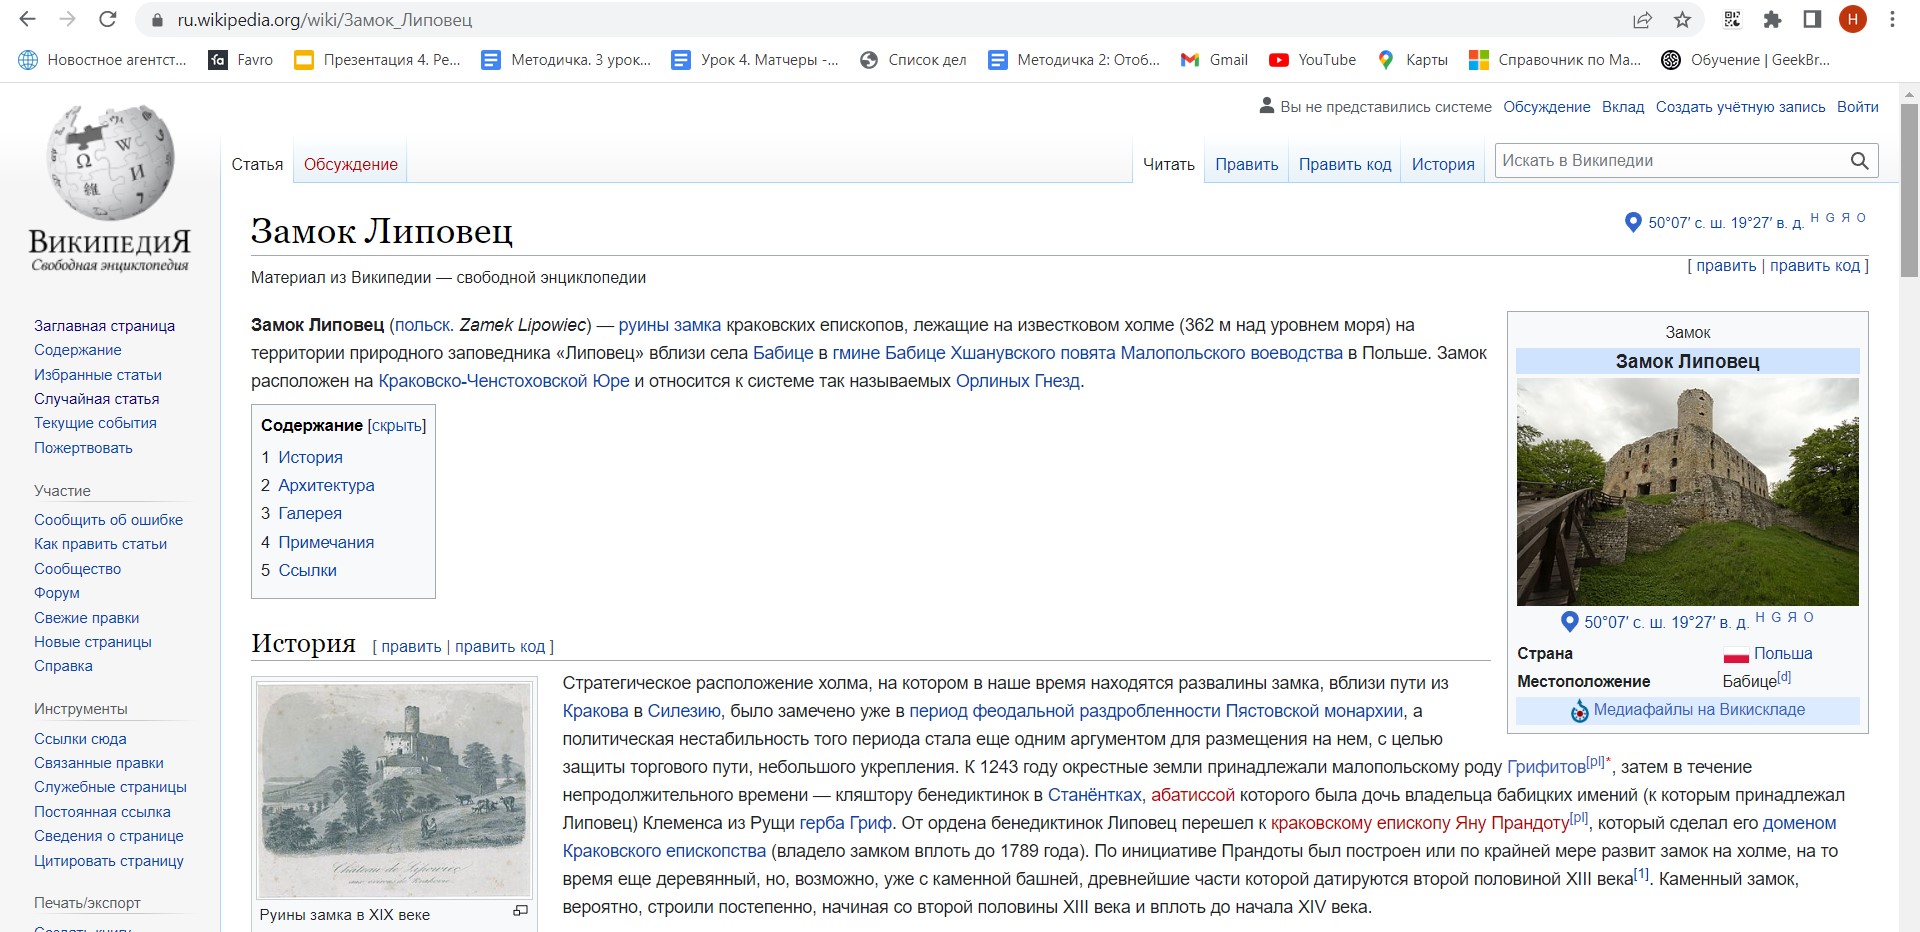 ru.wikipedia.org/wiki/Замок_Липовец
H
Новостное агентст...
Favro
Презентация 4. Ре...
Методичка. 3 урок...
Урок 4. Матчеры -...
Список дел
Методичка 2: Отоб...
Gmail
YouTube
Карты
Справочник по Ма...
Обучение | GeekBr...
Вы не представились системе Обсуждение Вклад Создать учётную запись Войти
Статья Обсуждение
Читать Править Править код История
Искать в Википедии
ВикипедиЯ
Свободная энциклопедия
Заглавная страница
Содержание
Избранные статьи
Случайная статья
Текущие события
Пожертвовать
Участие
Сообщить об ошибке
Как править статьи
Сообщество
Форум
Свежие правки
Новые страницы
Справка
Инструменты
Ссылки сюда
Связанные правки
Служебные страницы
Постоянная ссылка
Сведения о странице
Цитировать страницу
Печать/экспорт
Создать книгу
Замок Липовец
50°07′ с. ш. 19°27′ в. д. H G Я O
[ править | править код ]
Материал из Википедии — свободной энциклопедии
Замок Липовец (польск. Zamek Lipowiec) — руины замка краковских епископов, лежащие на известковом холме (362 м над уровнем моря) на
территории природного заповедника «Липовец» вблизи села Бабице в гмине Бабице Хшанувского повята Малопольского воеводства в Польше. Замок
расположен на Краковско-Ченстоховской Юре и относится к системе так называемых Орлиных Гнезд.
Содержание [скрыть]
1 История
2 Архитектура
3 Галерея
4 Примечания
5 Ссылки
Замок
Замок Липовец
50°07′ с. ш. 19°27′ в. д. H G Я O
Страна Польша
Местоположение Бабице[d]
Медиафайлы на Викискладе
История [ править | править код ]
Château de Lipowiec
Руины замка в XIX веке
Стратегическое расположение холма, на котором в наше время находятся развалины замка, вблизи пути из
Кракова в Силезию, было замечено уже в период феодальной раздробленности Пястовской монархии, а
политическая нестабильность того периода стала еще одним аргументом для размещения на нем, с целью
защиты торгового пути, небольшого укрепления. К 1243 году окрестные земли принадлежали малопольскому роду Грифитов[pl]*, затем в течение
непродолжительного времени — кляштору бенедиктинок в Станёнтках, абатиссой которого была дочь владельца бабицких имений (к которым принадлежал
Липовец) Клеменса из Рущи герба Гриф. От ордена бенедиктинок Липовец перешел к краковскому епископу Яну Прандоту[pl], который сделал его доменом
Краковского епископства (владело замком вплоть до 1789 года). По инициативе Прандоты был построен или по крайней мере развит замок на холме, на то
время еще деревянный, но, возможно, уже с каменной башней, древнейшие части которой датируются второй половиной XIII века[1]. Каменный замок,
вероятно, строили постепенно, начиная со второй половины XIII века и вплоть до начала XIV века.